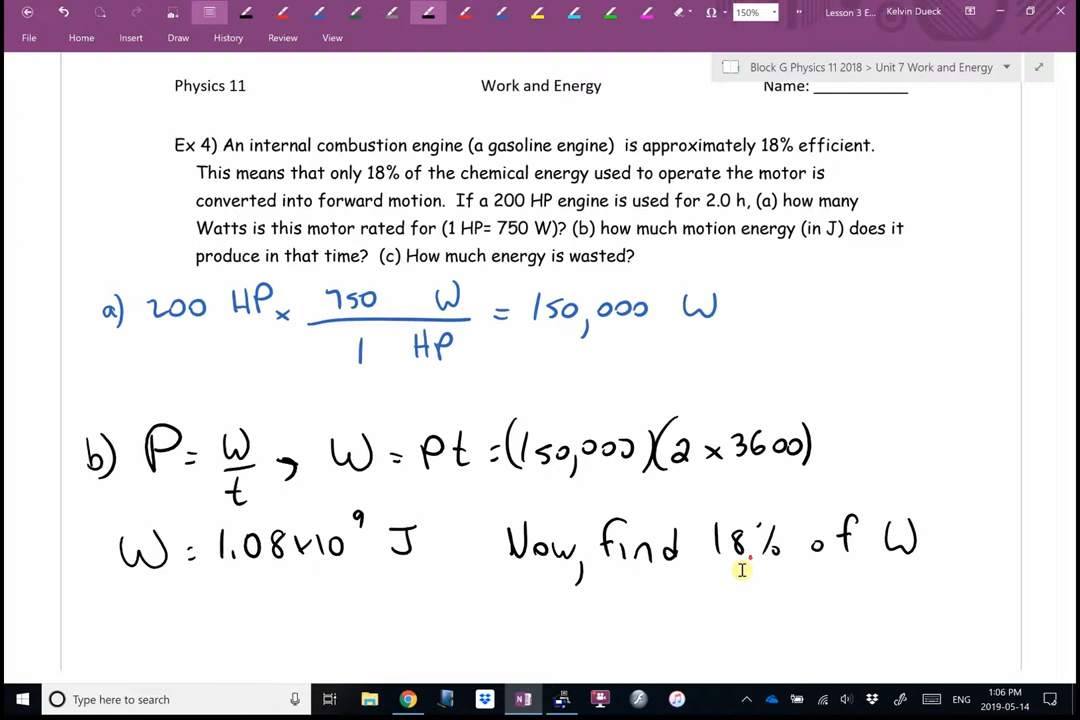 150%
Lesson 3 E...
Kelvin Dueck
File Home Insert Draw History Review View
Block G Physics 11 2018 > Unit 7 Work and Energy
Physics 11 Work and Energy Name: ___________
Ex 4) An internal combustion engine (a gasoline engine) is approximately 18% efficient.
This means that only 18% of the chemical energy used to operate the motor is
converted into forward motion. If a 200 HP engine is used for 2.0 h, (a) how many
Watts is this motor rated for (1 HP= 750 W)? (b) how much motion energy (in J) does it
produce in that time? (c) How much energy is wasted?
a) 200 HP x 750 W / 1 HP = 150,000 W
b) P = W/t , W = Pt = (150,000)(2 x 3600)
W = 1.08x10⁹ J Now, find 18% of W
Type here to search
ENG
1:06 PM
2019-05-14